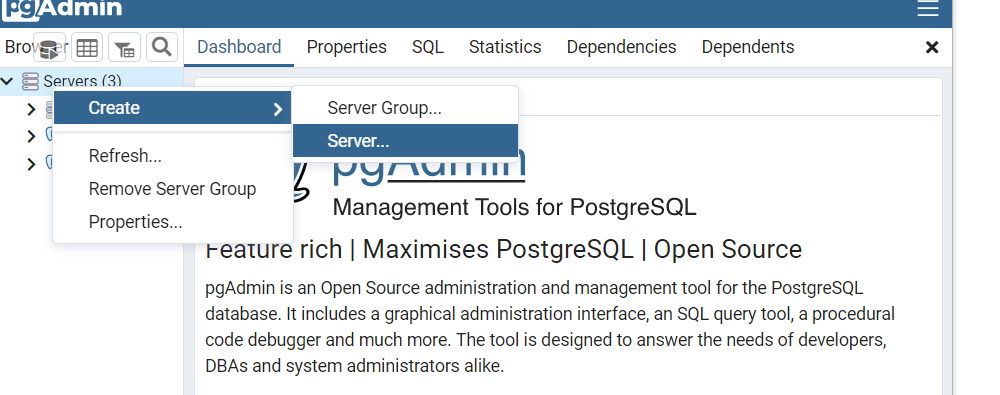 pgAdmin
Browser
Dashboard Properties SQL Statistics Dependencies Dependents
Servers (3)
Create
Server Group...
Server...
Refresh...
Remove Server Group
Properties...
pgAdmin
Management Tools for PostgreSQL
Feature rich | Maximises PostgreSQL | Open Source
pgAdmin is an Open Source administration and management tool for the PostgreSQL
database. It includes a graphical administration interface, an SQL query tool, a procedural
code debugger and much more. The tool is designed to answer the needs of developers,
DBAs and system administrators alike.